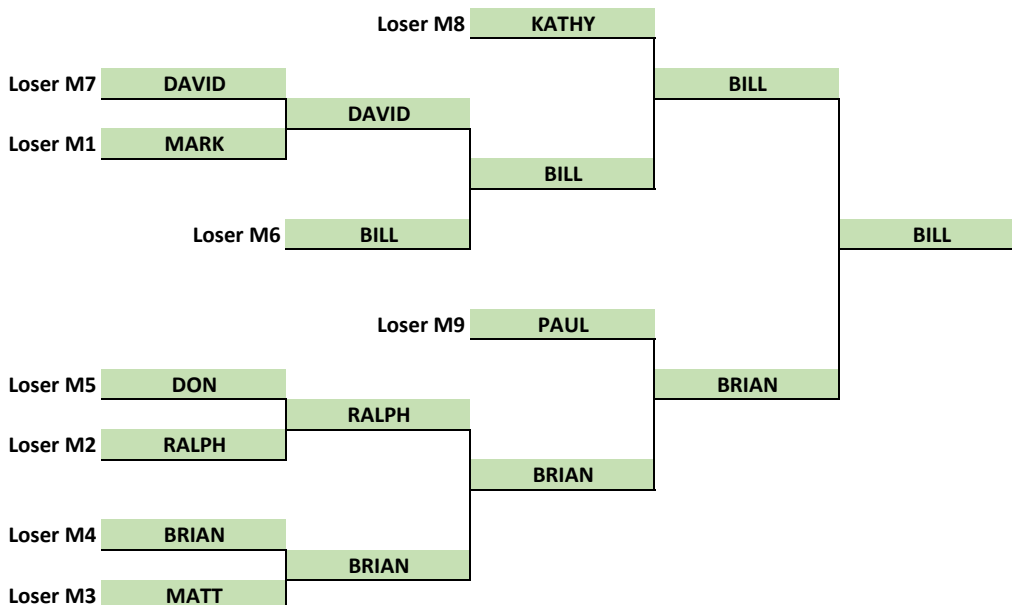 Loser M8 KATHY
Loser M7 DAVID BILL
DAVID
Loser M1 MARK
BILL
Loser M6 BILL BILL
Loser M9 PAUL
Loser M5 DON BRIAN
RALPH
Loser M2 RALPH
BRIAN
Loser M4 BRIAN
BRIAN
Loser M3 MATT